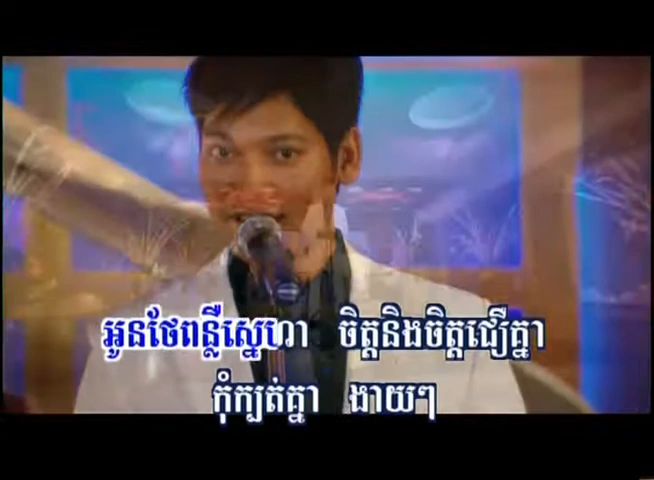 អូនថែពន្លឺស្នេហា ចិត្តនិងចិត្តជឿគ្នា
កុំក្បត់គ្នា ងាយៗ